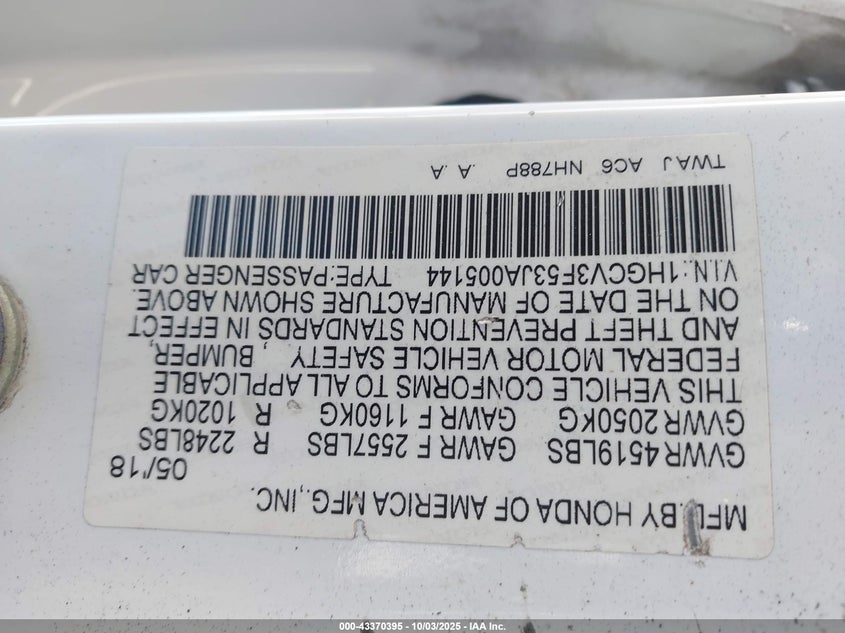 MFD.BY HONDA OF AMERICA MFG.,INC.
05/'18
GVWR 4519LBS GAWR F 2557LBS R 2248LBS
GVWR 2050KG GAWR F 1160KG R 1020KG
THIS VEHICLE CONFORMS TO ALL APPLICABLE
FEDERAL MOTOR VEHICLE SAFETY , BUMPER,
AND THEFT PREVENTION STANDARDS IN EFFECT
ON THE DATE OF MANUFACTURE SHOWN ABOVE.
V.I.N.:1HGCV3F53JA005144 TYPE:PASSENGER CAR
TWAJ AC6 NH788P A. A.A
000-43370395 - 10/03/2025 - IAA Inc.